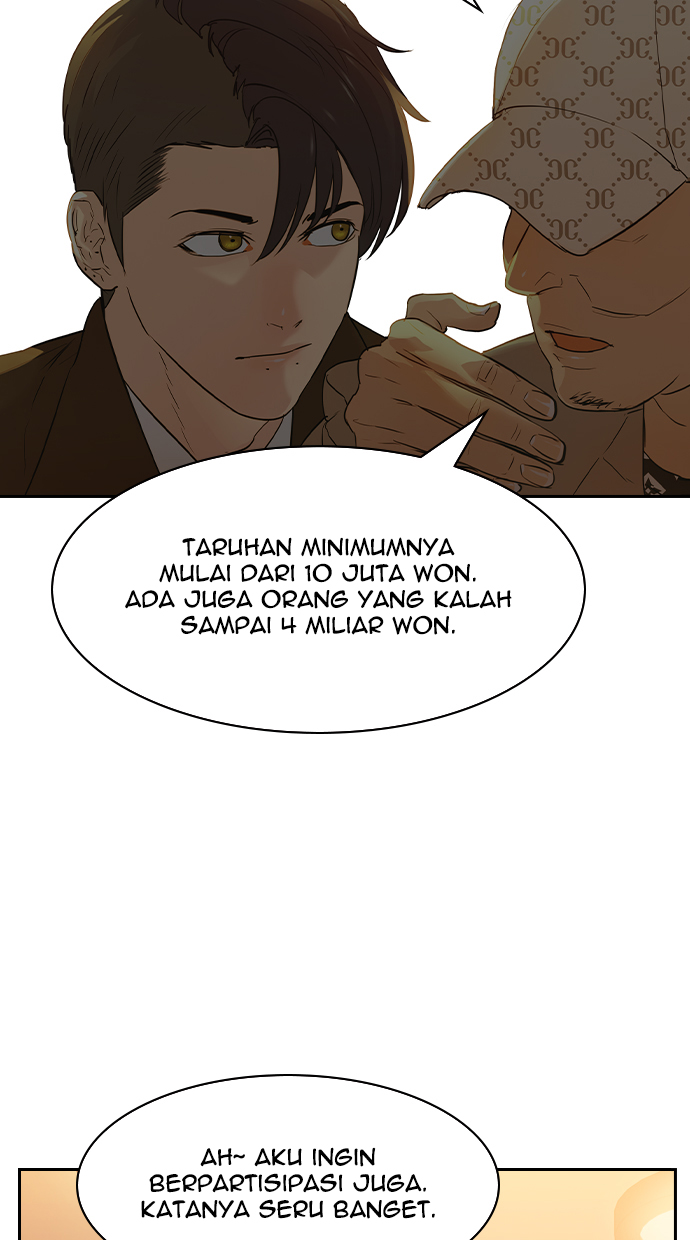 TARUHAN MINIMUMNYA
MULAI DARI 10 JUTA WON.
ADA JUGA ORANG YANG KALAH
SAMPAI 4 MILIAR WON.
AH~ AKU INGIN
BERPARTISIPASI JUGA.
KATANYA SERU BANGET.